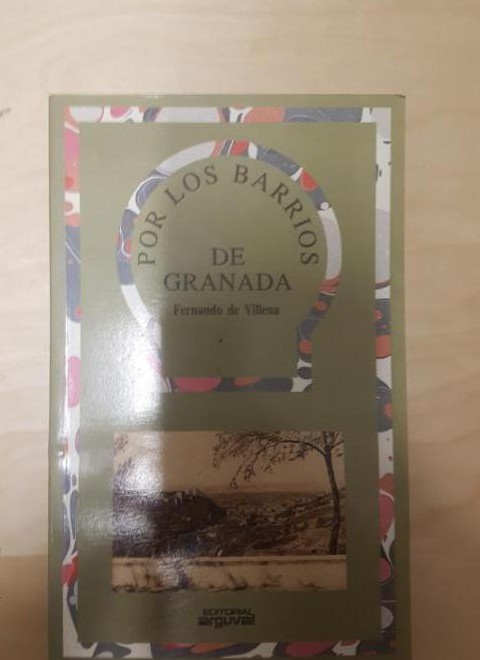 POR LOS BARRIOS
DE
GRANADA
Fernando de Villena
EDITORIAL
arguval